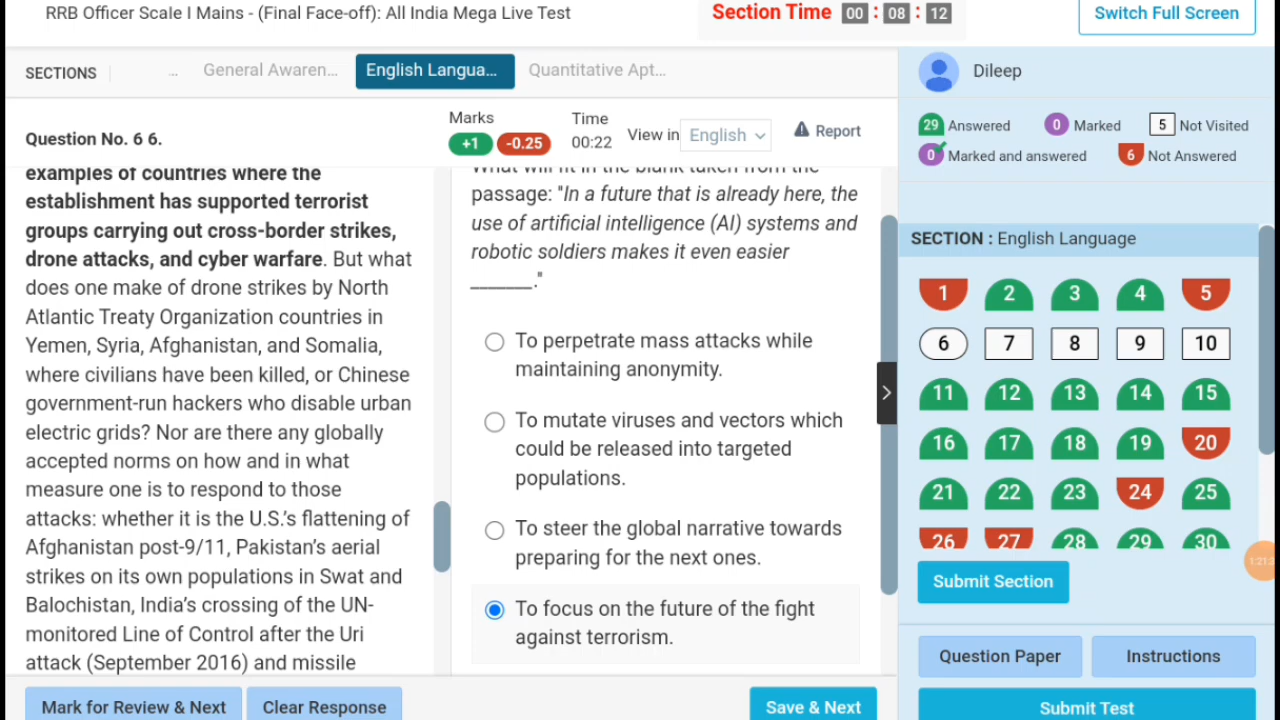 RRB Officer Scale I Mains - (Final Face-off): All India Mega Live Test
Section Time 00 : 08 : 12
Switch Full Screen
SECTIONS
...
General Awaren...
English Langua...
Quantitative Apt...
Dileep
29 Answered
0 Marked
5 Not Visited
0 Marked and answered
6 Not Answered
Question No. 6 6.
Marks
+1 -0.25
Time
00:22
View in English
Report
examples of countries where the
establishment has supported terrorist
groups carrying out cross-border strikes,
drone attacks, and cyber warfare. But what
does one make of drone strikes by North
Atlantic Treaty Organization countries in
Yemen, Syria, Afghanistan, and Somalia,
where civilians have been killed, or Chinese
government-run hackers who disable urban
electric grids? Nor are there any globally
accepted norms on how and in what
measure one is to respond to those
attacks: whether it is the U.S.'s flattening of
Afghanistan post-9/11, Pakistan's aerial
strikes on its own populations in Swat and
Balochistan, India's crossing of the UN-
monitored Line of Control after the Uri
attack (September 2016) and missile
What will fit in the blank taken from the
passage: "In a future that is already here, the
use of artificial intelligence (AI) systems and
robotic soldiers makes it even easier
_______."
To perpetrate mass attacks while
maintaining anonymity.
To mutate viruses and vectors which
could be released into targeted
populations.
To steer the global narrative towards
preparing for the next ones.
To focus on the future of the fight
against terrorism.
SECTION : English Language
1 2 3 4 5
6 7 8 9 10
11 12 13 14 15
16 17 18 19 20
21 22 23 24 25
26 27 28 29 30
Submit Section
Question Paper
Instructions
Submit Test
Mark for Review & Next
Clear Response
Save & Next